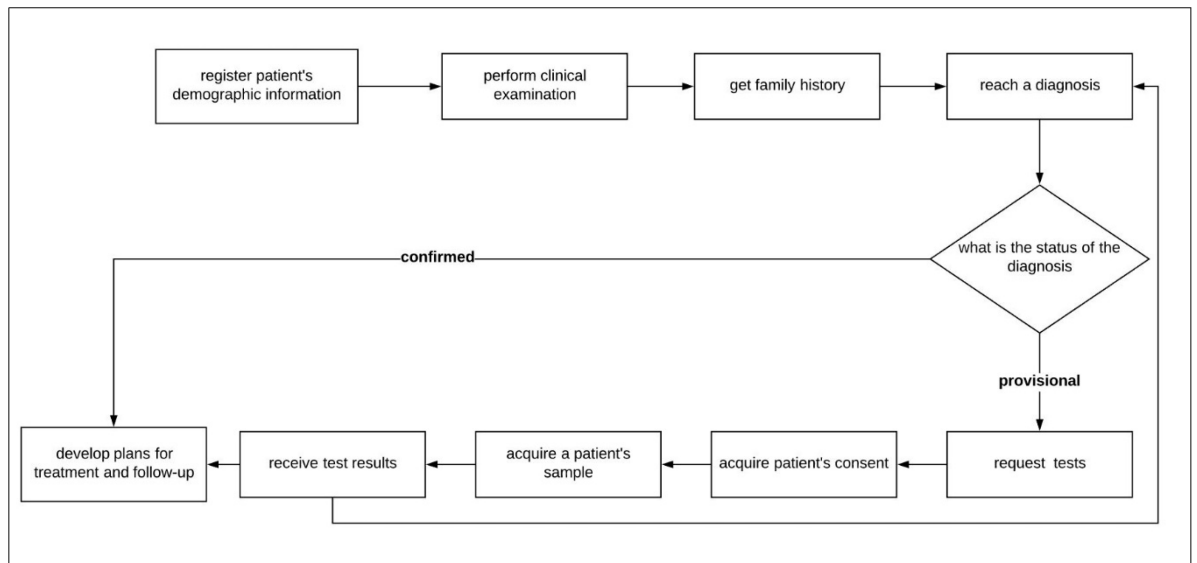 register patient's
demographic information
perform clinical
examination
get family history
reach a diagnosis
what is the status of the
diagnosis
confirmed
provisional
develop plans for
treatment and follow-up
receive test results
acquire a patient's
sample
acquire patient's consent
request tests